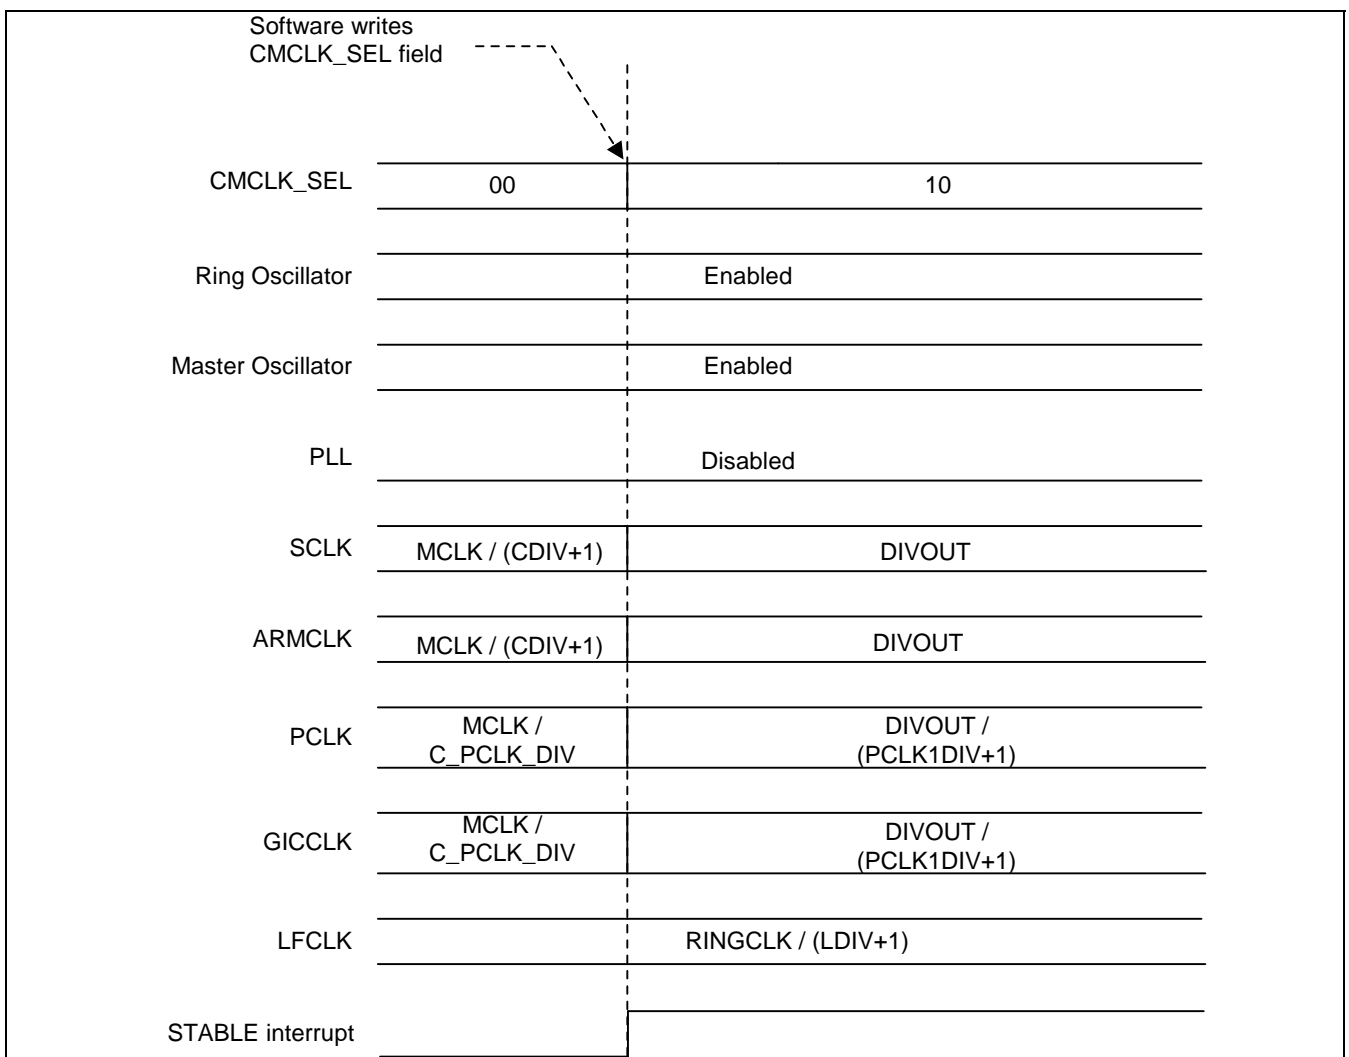 Software writes
CMCLK_SEL field
CMCLK_SEL
00
10
Ring Oscillator
Enabled
Master Oscillator
Enabled
PLL
Disabled
SCLK
MCLK / (CDIV+1)
DIVOUT
ARMCLK
MCLK / (CDIV+1)
DIVOUT
PCLK
MCLK /
C_PCLK_DIV
DIVOUT /
(PCLK1DIV+1)
GICCLK
MCLK /
C_PCLK_DIV
DIVOUT /
(PCLK1DIV+1)
LFCLK
RINGCLK / (LDIV+1)
STABLE interrupt